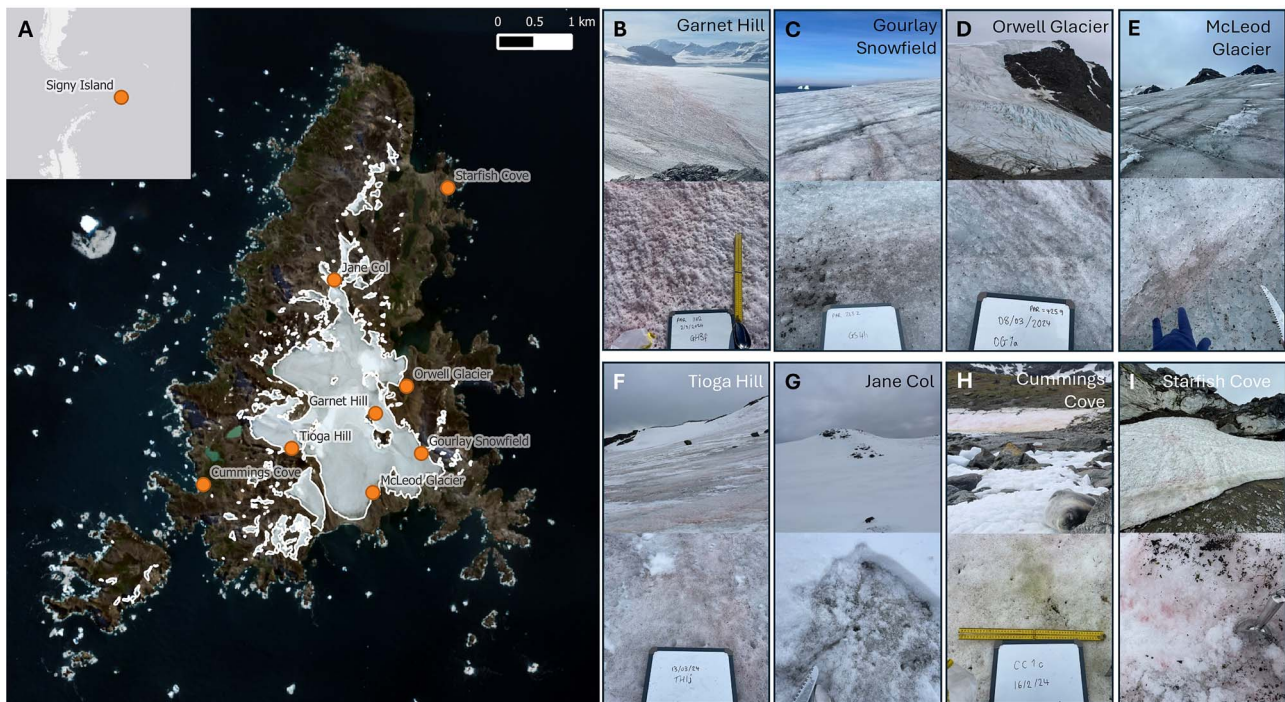 A
0 0.5 1 km
Signy Island
Starfish Cove
Jane Col
Orwell Glacier
Garnet Hill
Tioga Hill
Gourlay Snowfield
Cummings Cove
McLeod Glacier
B Garnet Hill
C Gourlay
Snowfield
D Orwell Glacier
E McLeod
Glacier
08/03/2024
OG1a
F Tioga Hill
G Jane Col
H Cummings
Cove
I Starfish Cove
13/03/24
TH1j
CC1c
16/2/24